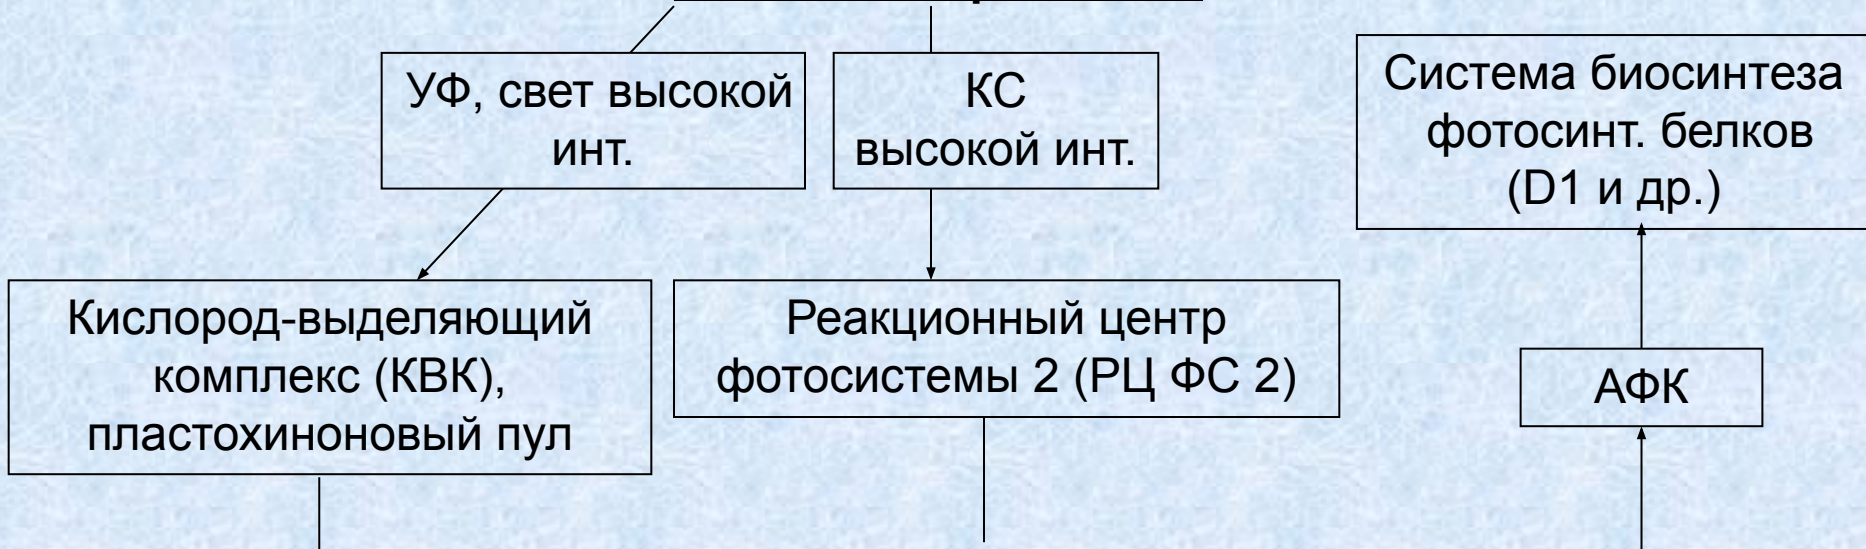 УФ, свет высокой
инт.
КС
высокой инт.
Система биосинтеза
фотосинт. белков
(D1 и др.)
Кислород-выделяющий
комплекс (КВК),
пластохиноновый пул
Реакционный центр
фотосистемы 2 (РЦ ФС 2)
АФК